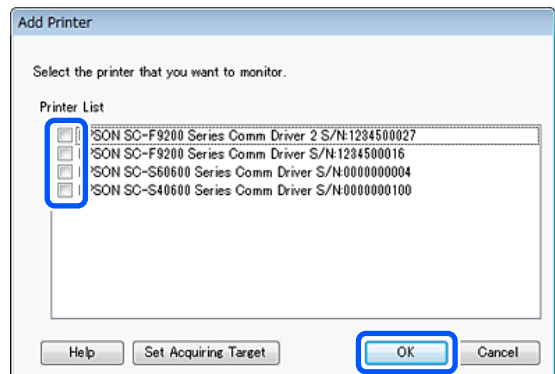 Add Printer
Select the printer that you want to monitor.
Printer List
PSON SC-F9200 Series Comm Driver 2 S/N:1234500027
PSON SC-F9200 Series Comm Driver S/N:1234500016
PSON SC-S60600 Series Comm Driver S/N:0000000004
PSON SC-S40600 Series Comm Driver S/N:0000000100
Help Set Acquiring Target OK Cancel